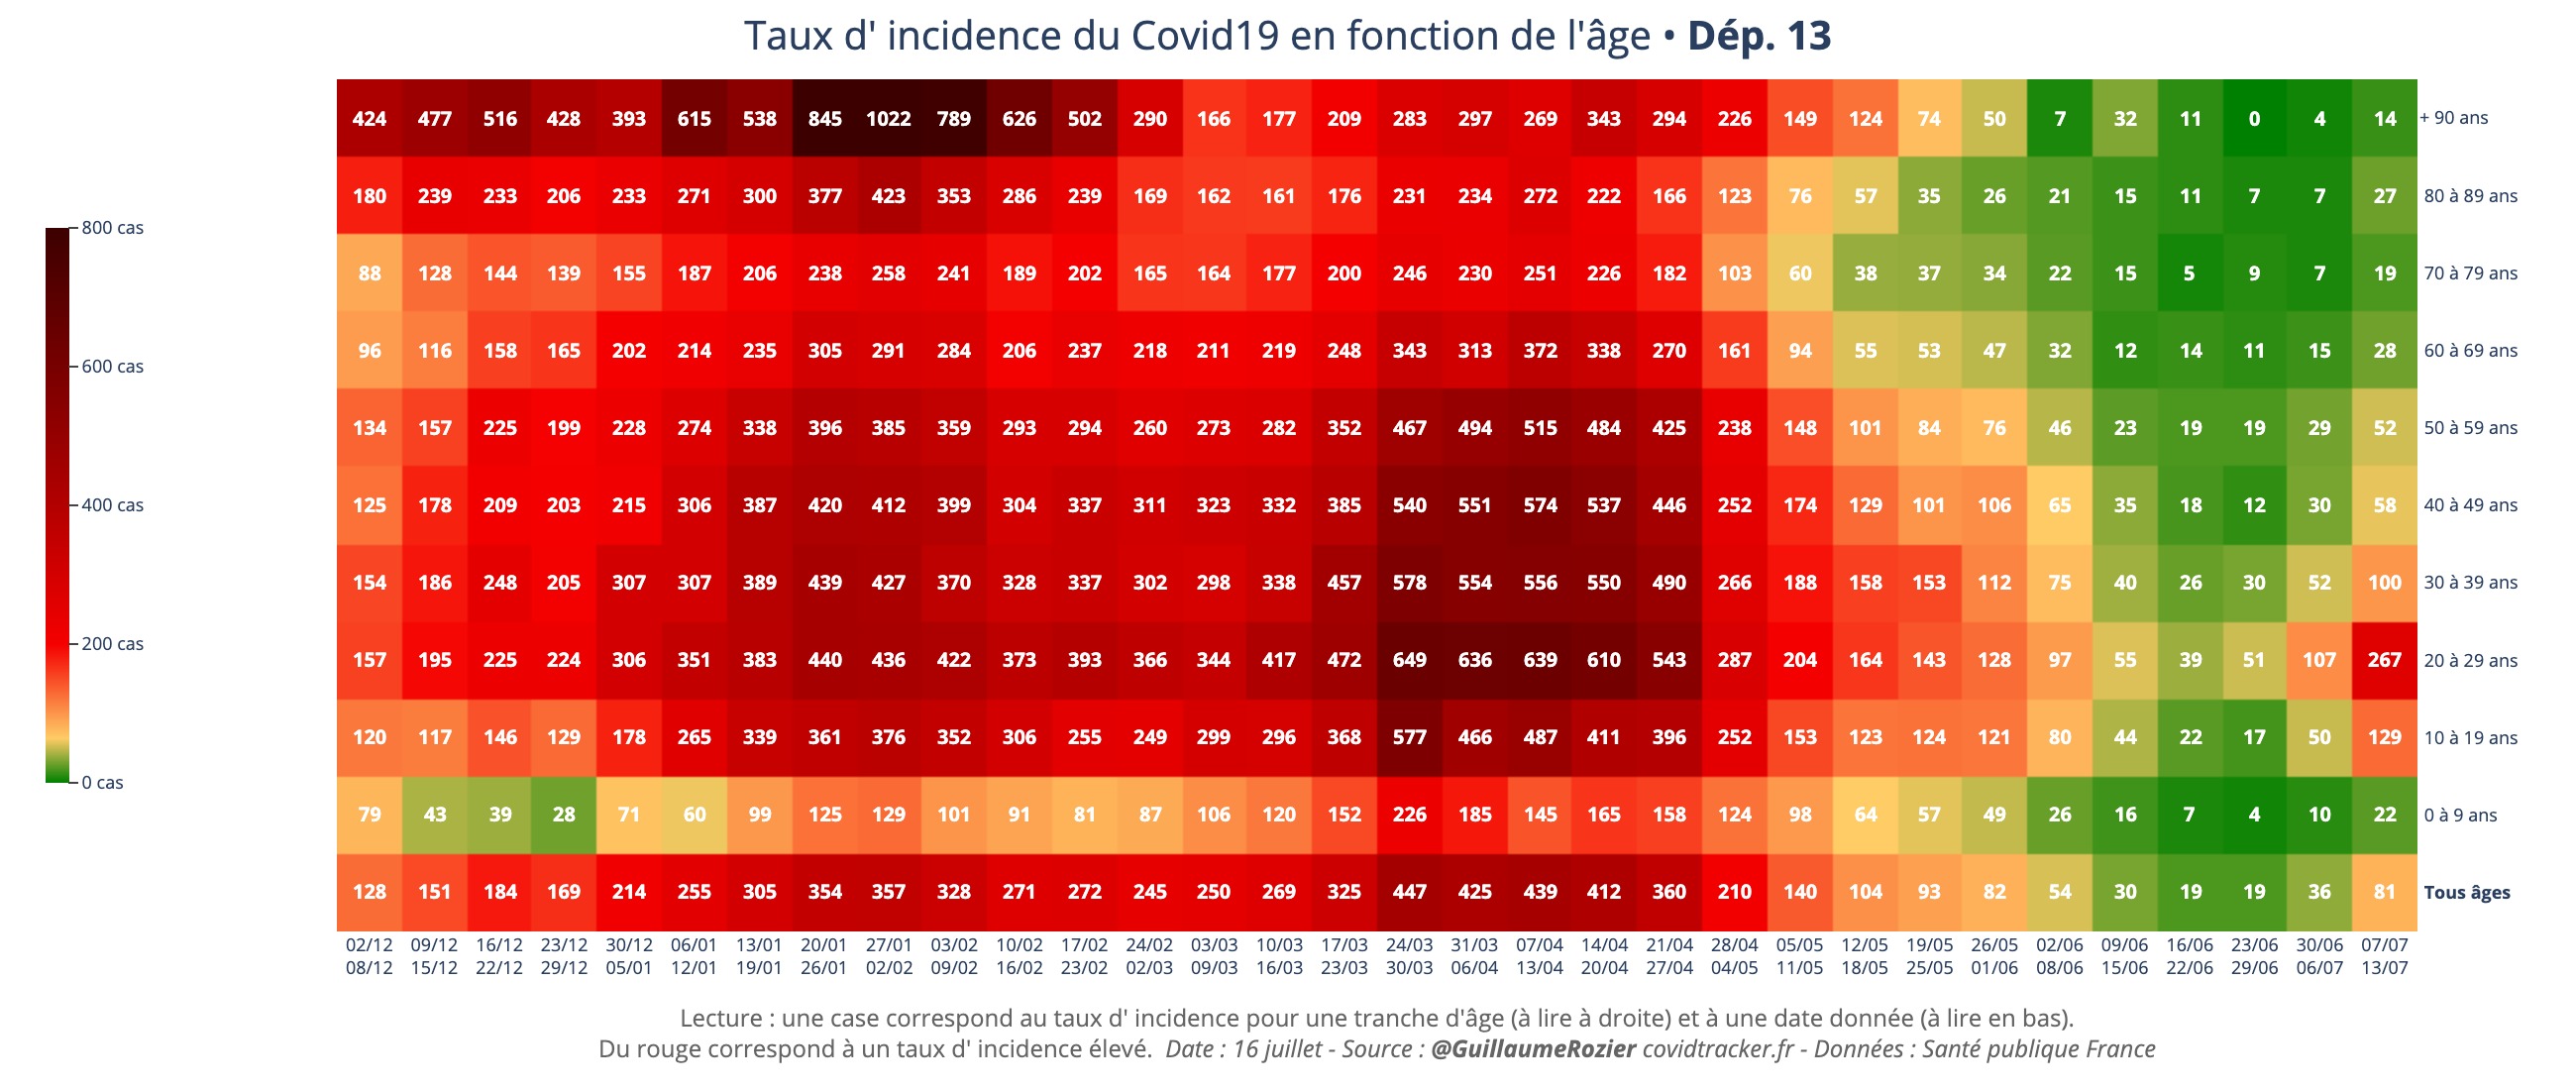 Taux d' incidence du Covid19 en fonction de l'âge • Dép. 13
800 cas
600 cas
400 cas
200 cas
0 cas
424 477 516 428 393 615 538 845 1022 789 626 502 290 166 177 209 283 297 269 343 294 226 149 124 74 50 7 32 11 0 4 14 + 90 ans
180 239 233 206 233 271 300 377 423 353 286 239 169 162 161 176 231 234 272 222 166 123 76 57 35 26 21 15 11 7 7 27 80 à 89 ans
88 128 144 139 155 187 206 238 258 241 189 202 165 164 177 200 246 230 251 226 182 103 60 38 37 34 22 15 5 9 7 19 70 à 79 ans
96 116 158 165 202 214 235 305 291 284 206 237 218 211 219 248 343 313 372 338 270 161 94 55 53 47 32 12 14 11 15 28 60 à 69 ans
134 157 225 199 228 274 338 396 385 359 293 294 260 273 282 352 467 494 515 484 425 238 148 101 84 76 46 23 19 19 29 52 50 à 59 ans
125 178 209 203 215 306 387 420 412 399 304 337 311 323 332 385 540 551 574 537 446 252 174 129 101 106 65 35 18 12 30 58 40 à 49 ans
154 186 248 205 307 307 389 439 427 370 328 337 302 298 338 457 578 554 556 550 490 266 188 158 153 112 75 40 26 30 52 100 30 à 39 ans
157 195 225 224 306 351 383 440 436 422 373 393 366 344 417 472 649 636 639 610 543 287 204 164 143 128 97 55 39 51 107 267 20 à 29 ans
120 117 146 129 178 265 339 361 376 352 306 255 249 299 296 368 577 466 487 411 396 252 153 123 124 121 80 44 22 17 50 129 10 à 19 ans
79 43 39 28 71 60 99 125 129 101 91 81 87 106 120 152 226 185 145 165 158 124 98 64 57 49 26 16 7 4 10 22 0 à 9 ans
128 151 184 169 214 255 305 354 357 328 271 272 245 250 269 325 447 425 439 412 360 210 140 104 93 82 54 30 19 19 36 81 Tous âges
02/12 09/12 16/12 23/12 30/12 06/01 13/01 20/01 27/01 03/02 10/02 17/02 24/02 03/03 10/03 17/03 24/03 31/03 07/04 14/04 21/04 28/04 05/05 12/05 19/05 26/05 02/06 09/06 16/06 23/06 30/06 07/07
08/12 15/12 22/12 29/12 05/01 12/01 19/01 26/01 02/02 09/02 16/02 23/02 02/03 09/03 16/03 23/03 30/03 06/04 13/04 20/04 27/04 04/05 11/05 18/05 25/05 01/06 08/06 15/06 22/06 29/06 06/07 13/07
Lecture : une case correspond au taux d' incidence pour une tranche d'âge (à lire à droite) et à une date donnée (à lire en bas).
Du rouge correspond à un taux d' incidence élevé. Date : 16 juillet - Source : @GuillaumeRozier covidtracker.fr - Données : Santé publique France